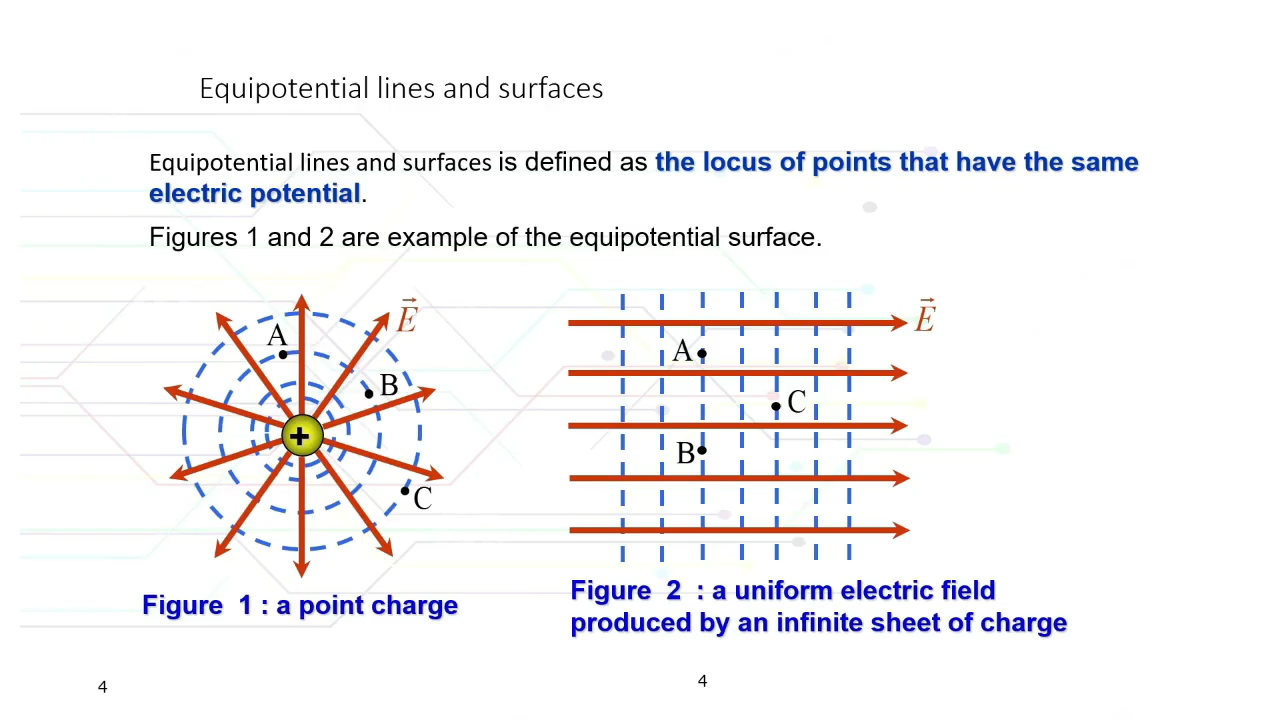 Equipotential lines and surfaces
Equipotential lines and surfaces is defined as the locus of points that have the same
electric potential.
Figures 1 and 2 are example of the equipotential surface.
A
E
B
+
C
E
A
C
B
Figure 1 : a point charge
Figure 2 : a uniform electric field
produced by an infinite sheet of charge
4
4